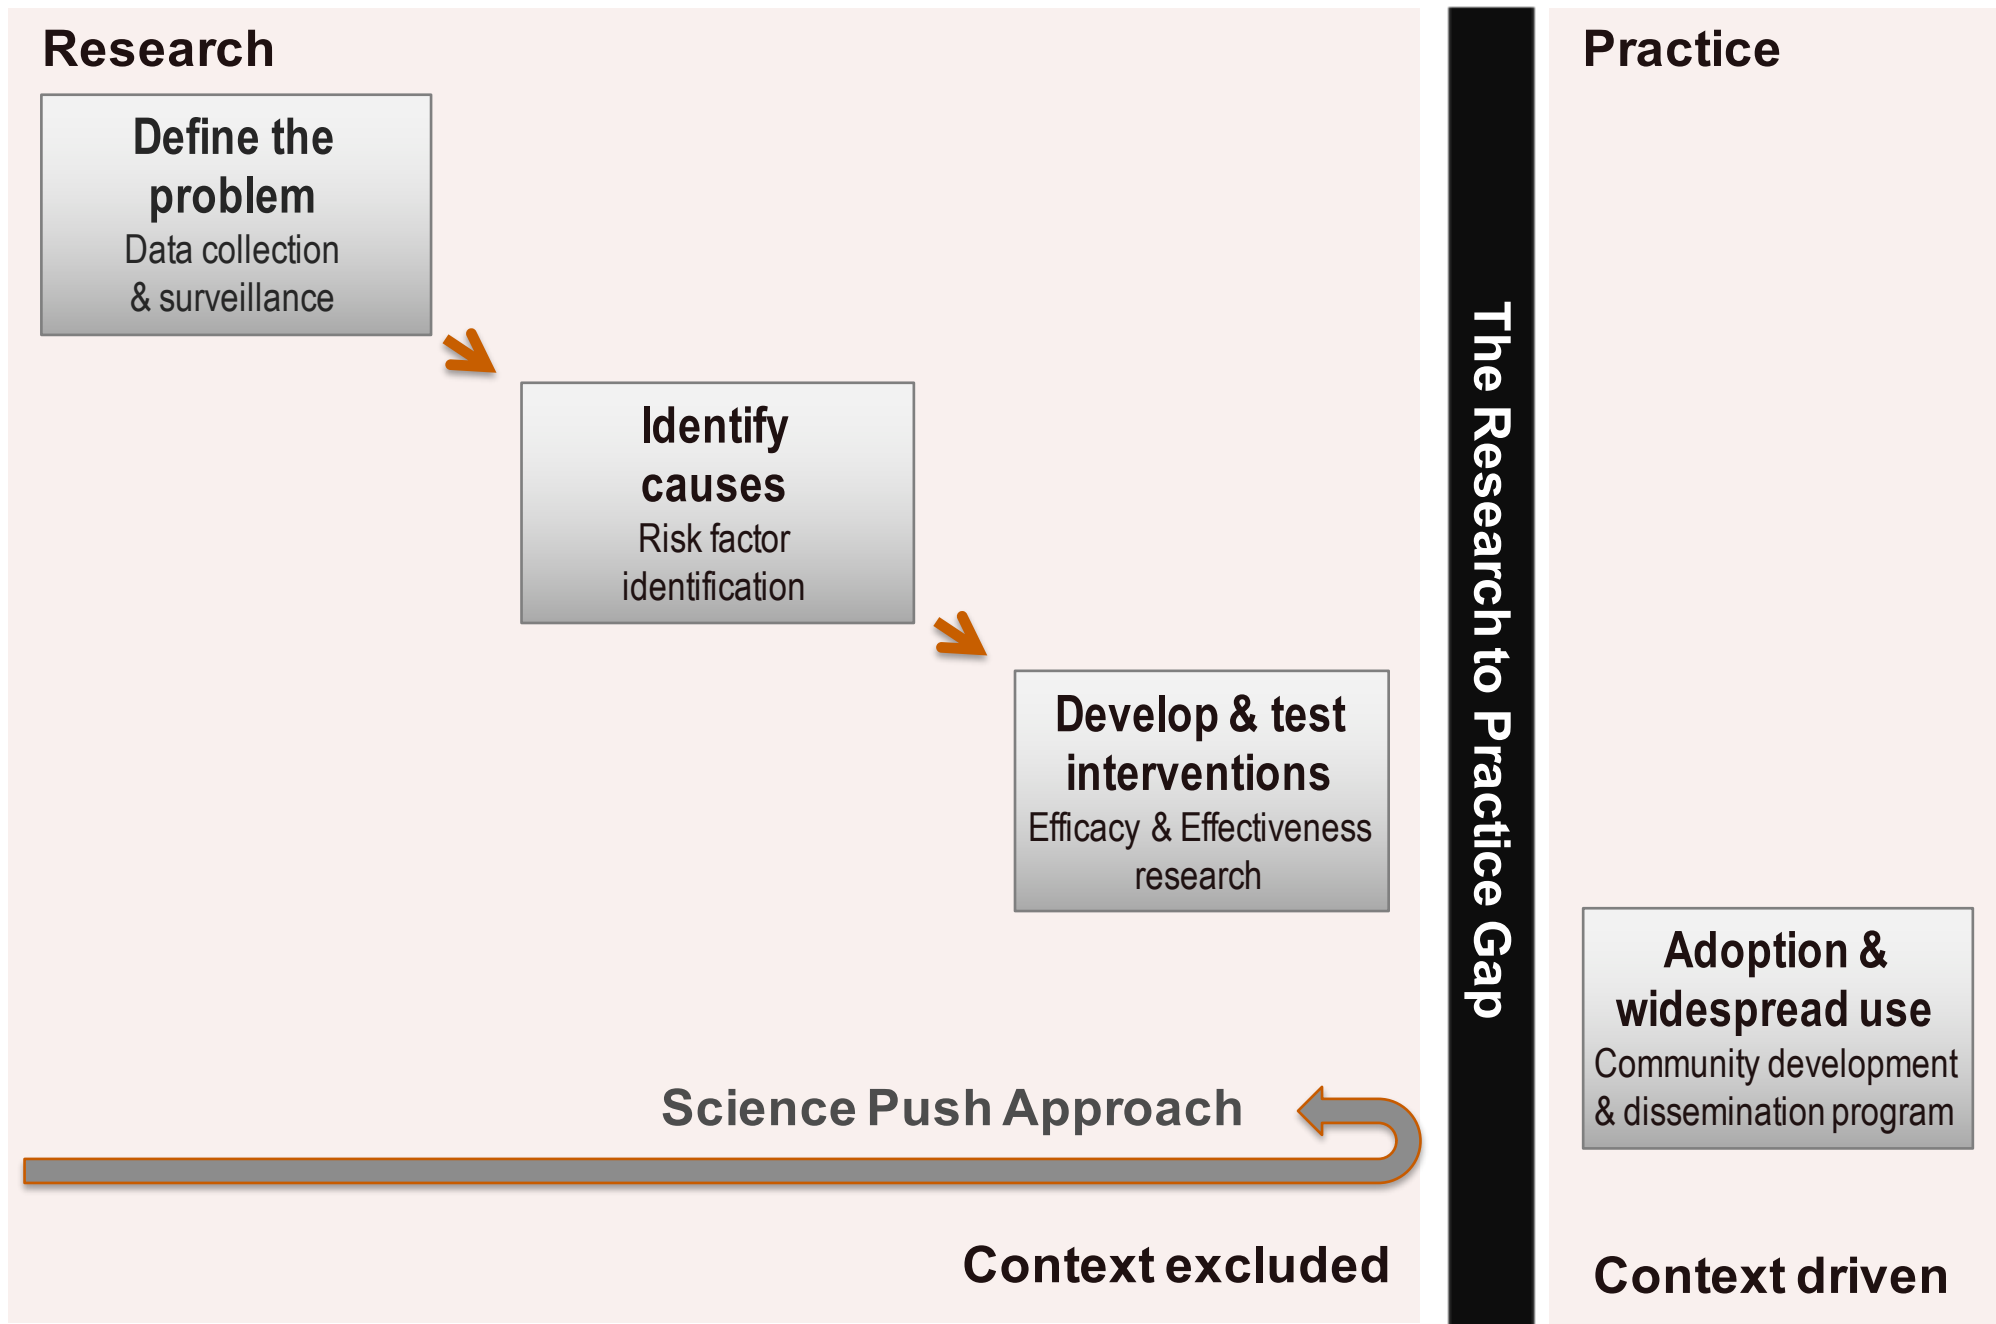 Research
Define the
problem
Data collection
& surveillance
Identify
causes
Risk factor
identification
Develop & test
interventions
Efficacy & Effectiveness
research
Science Push Approach
Context excluded
The Research to Practice Gap
Practice
Adoption &
widespread use
Community development
& dissemination program
Context driven